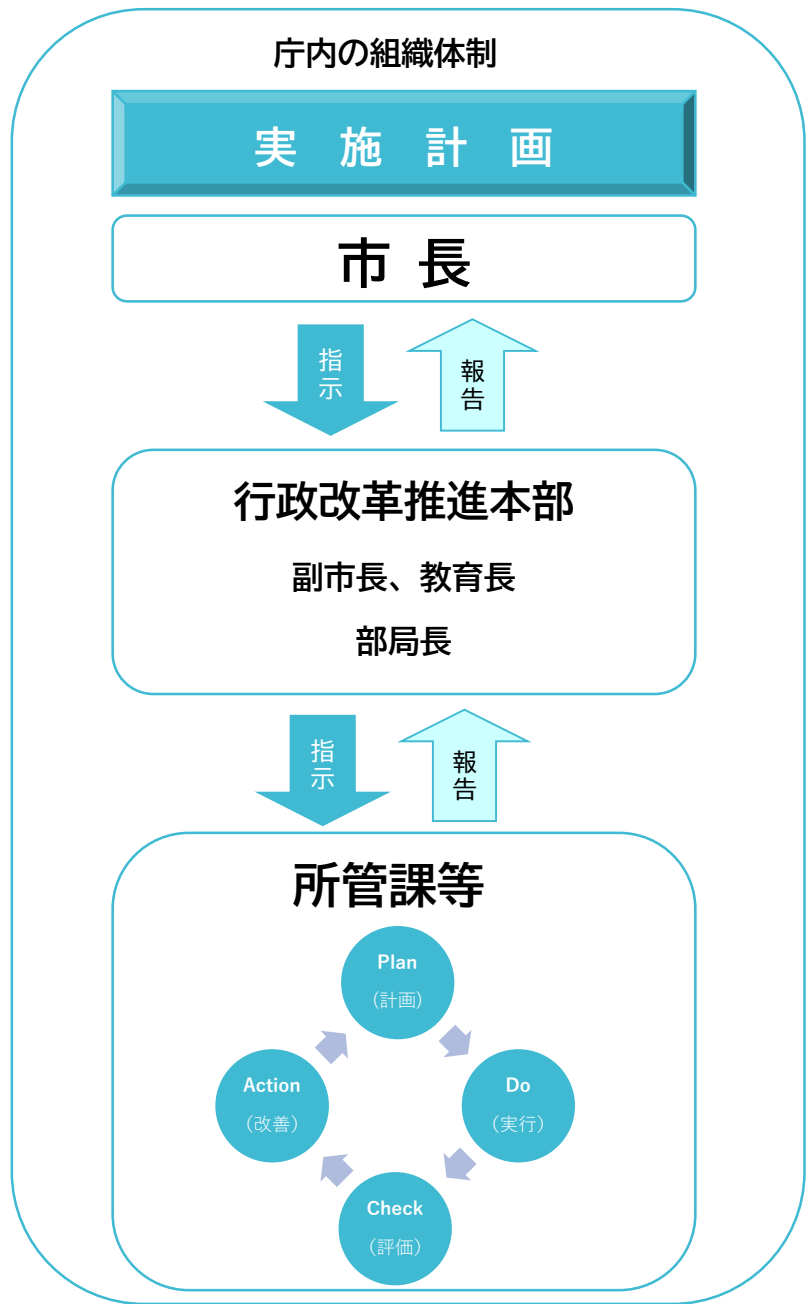 庁内の組織体制
実施計画
市長
指示
報告
行政改革推進本部
副市長、教育長
部局長
指示
報告
所管課等
Plan
（計画）
Do
（実行）
Check
（評価）
Action
（改善）